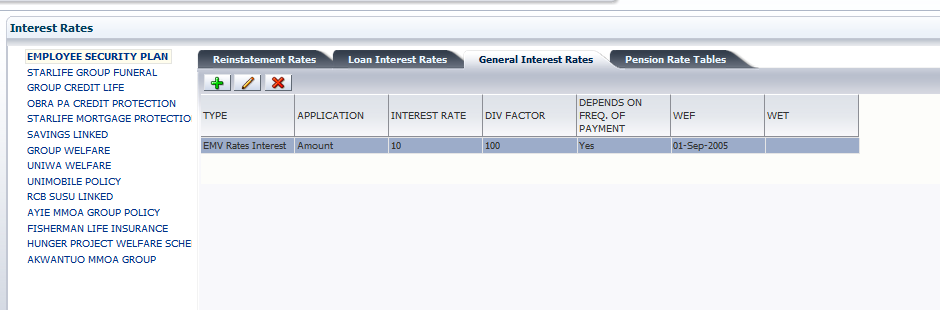 Interest Rates
EMPLOYEE SECURITY PLAN
STARLIFE GROUP FUNERAL
GROUP CREDIT LIFE
OBRA PA CREDIT PROTECTION
STARLIFE MORTGAGE PROTECTIO
SAVINGS LINKED
GROUP WELFARE
UNIWA WELFARE
UNIMOBILE POLICY
RCB SUSU LINKED
AYIE MMOA GROUP POLICY
FISHERMAN LIFE INSURANCE
HUNGER PROJECT WELFARE SCHE
AKWANTUO MMOA GROUP
Reinstatement Rates Loan Interest Rates General Interest Rates Pension Rate Tables
TYPE APPLICATION INTEREST RATE DIV FACTOR DEPENDS ON FREQ. OF PAYMENT WEF WET
EMV Rates Interest Amount 10 100 Yes 01-Sep-2005